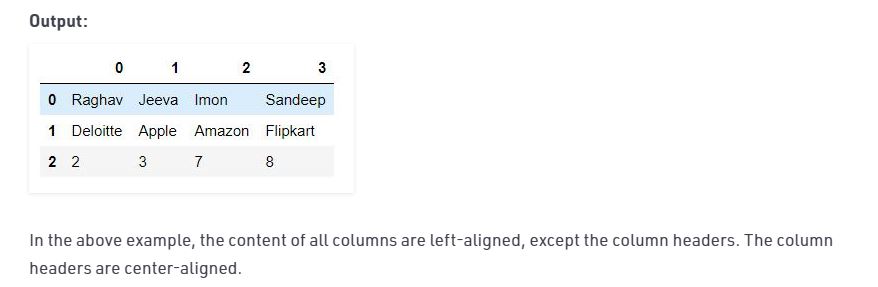 Output:
0 1 2 3
0 Raghav Jeeva Imon Sandeep
1 Deloitte Apple Amazon Flipkart
2 2 3 7 8
In the above example, the content of all columns are left-aligned, except the column headers. The column
headers are center-aligned.